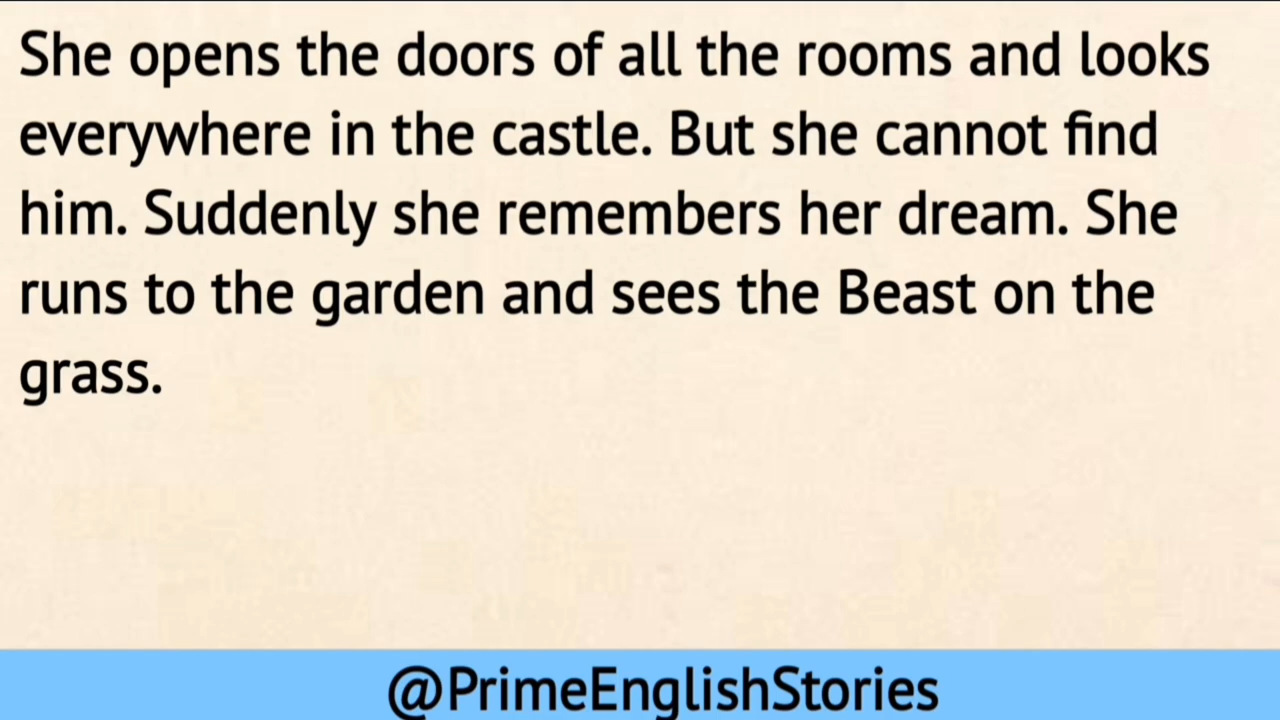 She opens the doors of all the rooms and looks
everywhere in the castle. But she cannot find
him. Suddenly she remembers her dream. She
runs to the garden and sees the Beast on the
grass.
@PrimeEnglishStories